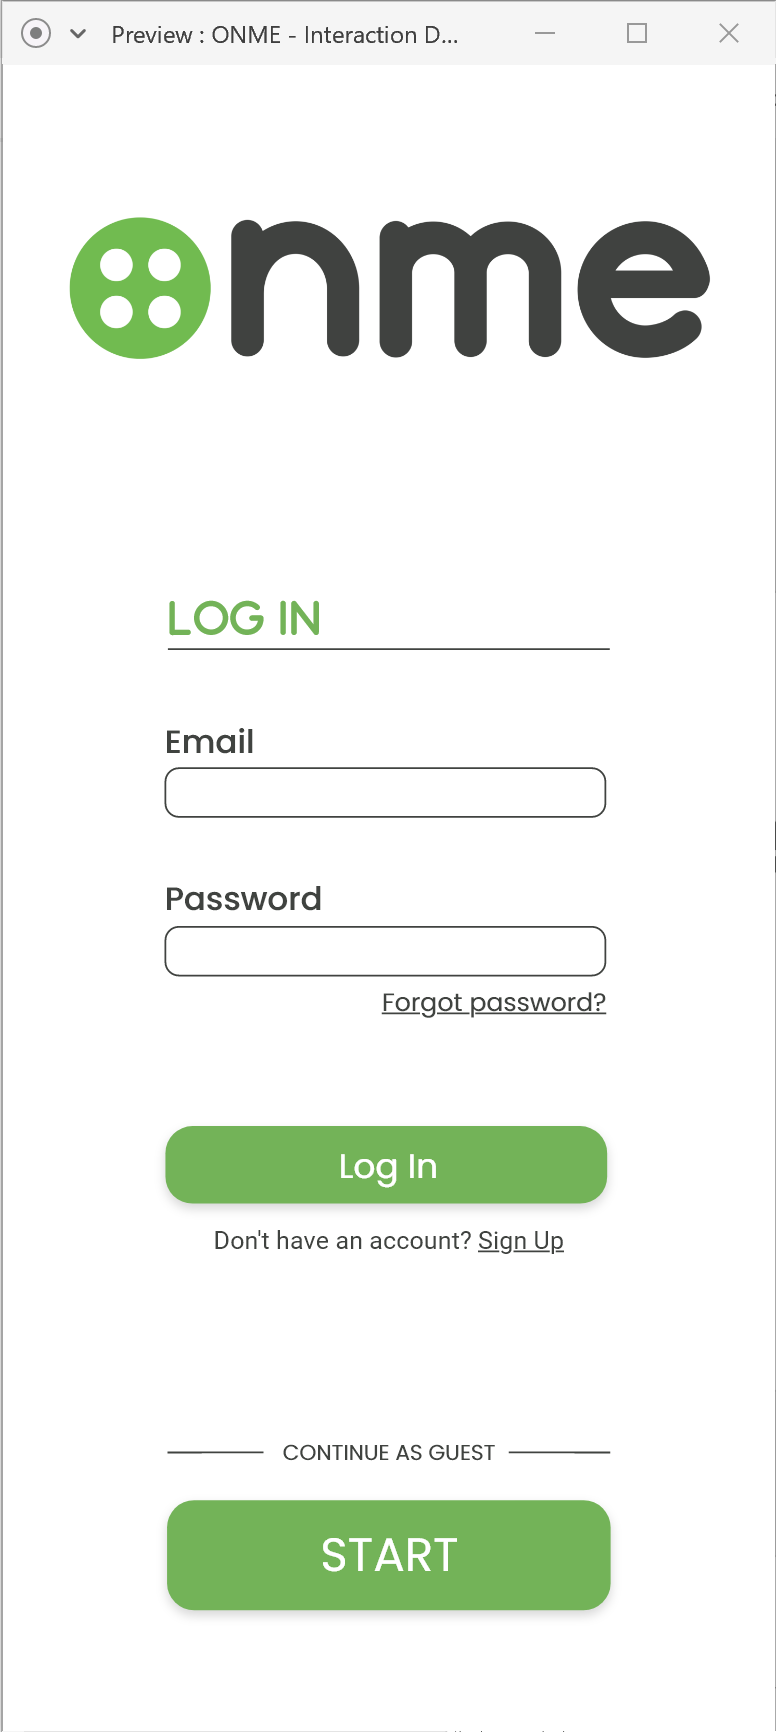 Preview : ONME - Interaction D...
onme
LOG IN
Email
Password
Forgot password?
Log In
Don't have an account? Sign Up
CONTINUE AS GUEST
START